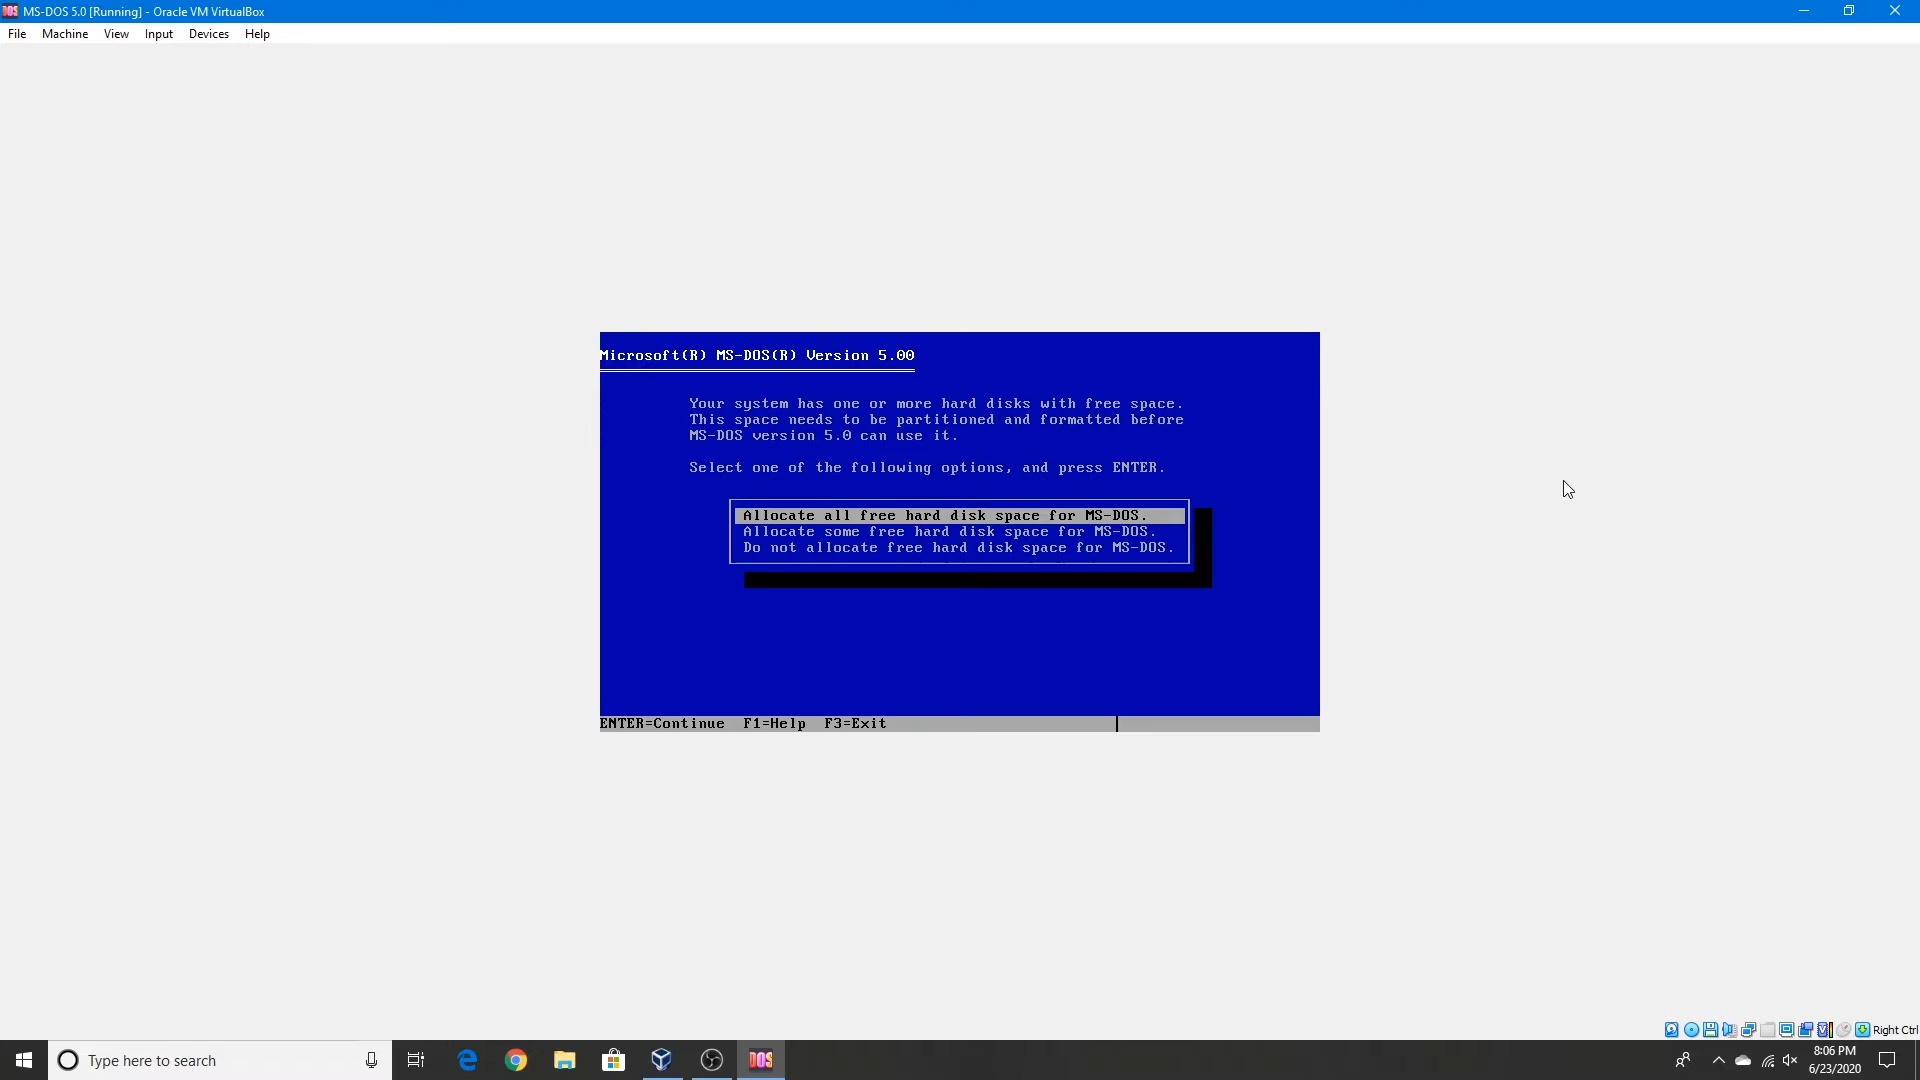 MS-DOS 5.0 [Running] - Oracle VM VirtualBox
File Machine View Input Devices Help
Microsoft(R) MS-DOS(R) Version 5.00
Your system has one or more hard disks with free space.
This space needs to be partitioned and formatted before
MS-DOS version 5.0 can use it.
Select one of the following options, and press ENTER.
Allocate all free hard disk space for MS-DOS.
Allocate some free hard disk space for MS-DOS.
Do not allocate free hard disk space for MS-DOS.
ENTER=Continue F1=Help F3=Exit
Right Ctrl
Type here to search
DOS
8:06 PM
6/23/2020